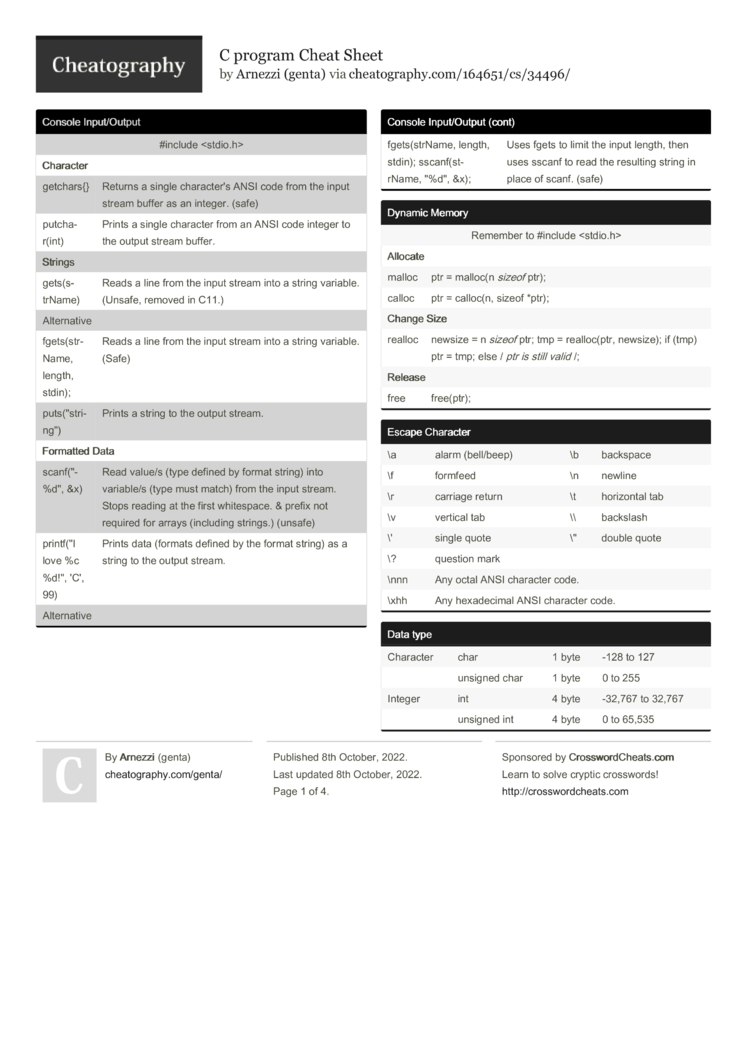 Cheatography
C program Cheat Sheet
by Arnezzi (genta) via cheatography.com/164651/cs/34496/
Console Input/Output
#include <stdio.h>
Character
getchars{} Returns a single character's ANSI code from the input
stream buffer as an integer. (safe)
putcha- Prints a single character from an ANSI code integer to
r(int) the output stream buffer.
Strings
gets(s- Reads a line from the input stream into a string variable.
trName) (Unsafe, removed in C11.)
Alternative
fgets(str- Reads a line from the input stream into a string variable.
Name, (Safe)
length,
stdin);
puts("stri- Prints a string to the output stream.
ng")
Formatted Data
scanf("- Read value/s (type defined by format string) into
%d", &x) variable/s (type must match) from the input stream.
Stops reading at the first whitespace. & prefix not
required for arrays (including strings.) (unsafe)
printf("I Prints data (formats defined by the format string) as a
love %c string to the output stream.
%d!", 'C',
99)
Alternative
Console Input/Output (cont)
fgets(strName, length, Uses fgets to limit the input length, then
stdin); sscanf(st- uses sscanf to read the resulting string in
rName, "%d", &x); place of scanf. (safe)
Dynamic Memory
Remember to #include <stdio.h>
Allocate
malloc ptr = malloc(n sizeof ptr);
calloc ptr = calloc(n, sizeof *ptr);
Change Size
realloc newsize = n sizeof ptr; tmp = realloc(ptr, newsize); if (tmp)
ptr = tmp; else / ptr is still valid /;
Release
free free(ptr);
Escape Character
\a alarm (bell/beep) \b backspace
\f formfeed \n newline
\r carriage return \t horizontal tab
\v vertical tab \\ backslash
\' single quote \" double quote
\? question mark
\nnn Any octal ANSI character code.
\xhh Any hexadecimal ANSI character code.
Data type
Character char 1 byte -128 to 127
unsigned char 1 byte 0 to 255
Integer int 4 byte -32,767 to 32,767
unsigned int 4 byte 0 to 65,535
C
By Arnezzi (genta)
cheatography.com/genta/
Published 8th October, 2022.
Last updated 8th October, 2022.
Page 1 of 4.
Sponsored by CrosswordCheats.com
Learn to solve cryptic crosswords!
http://crosswordcheats.com